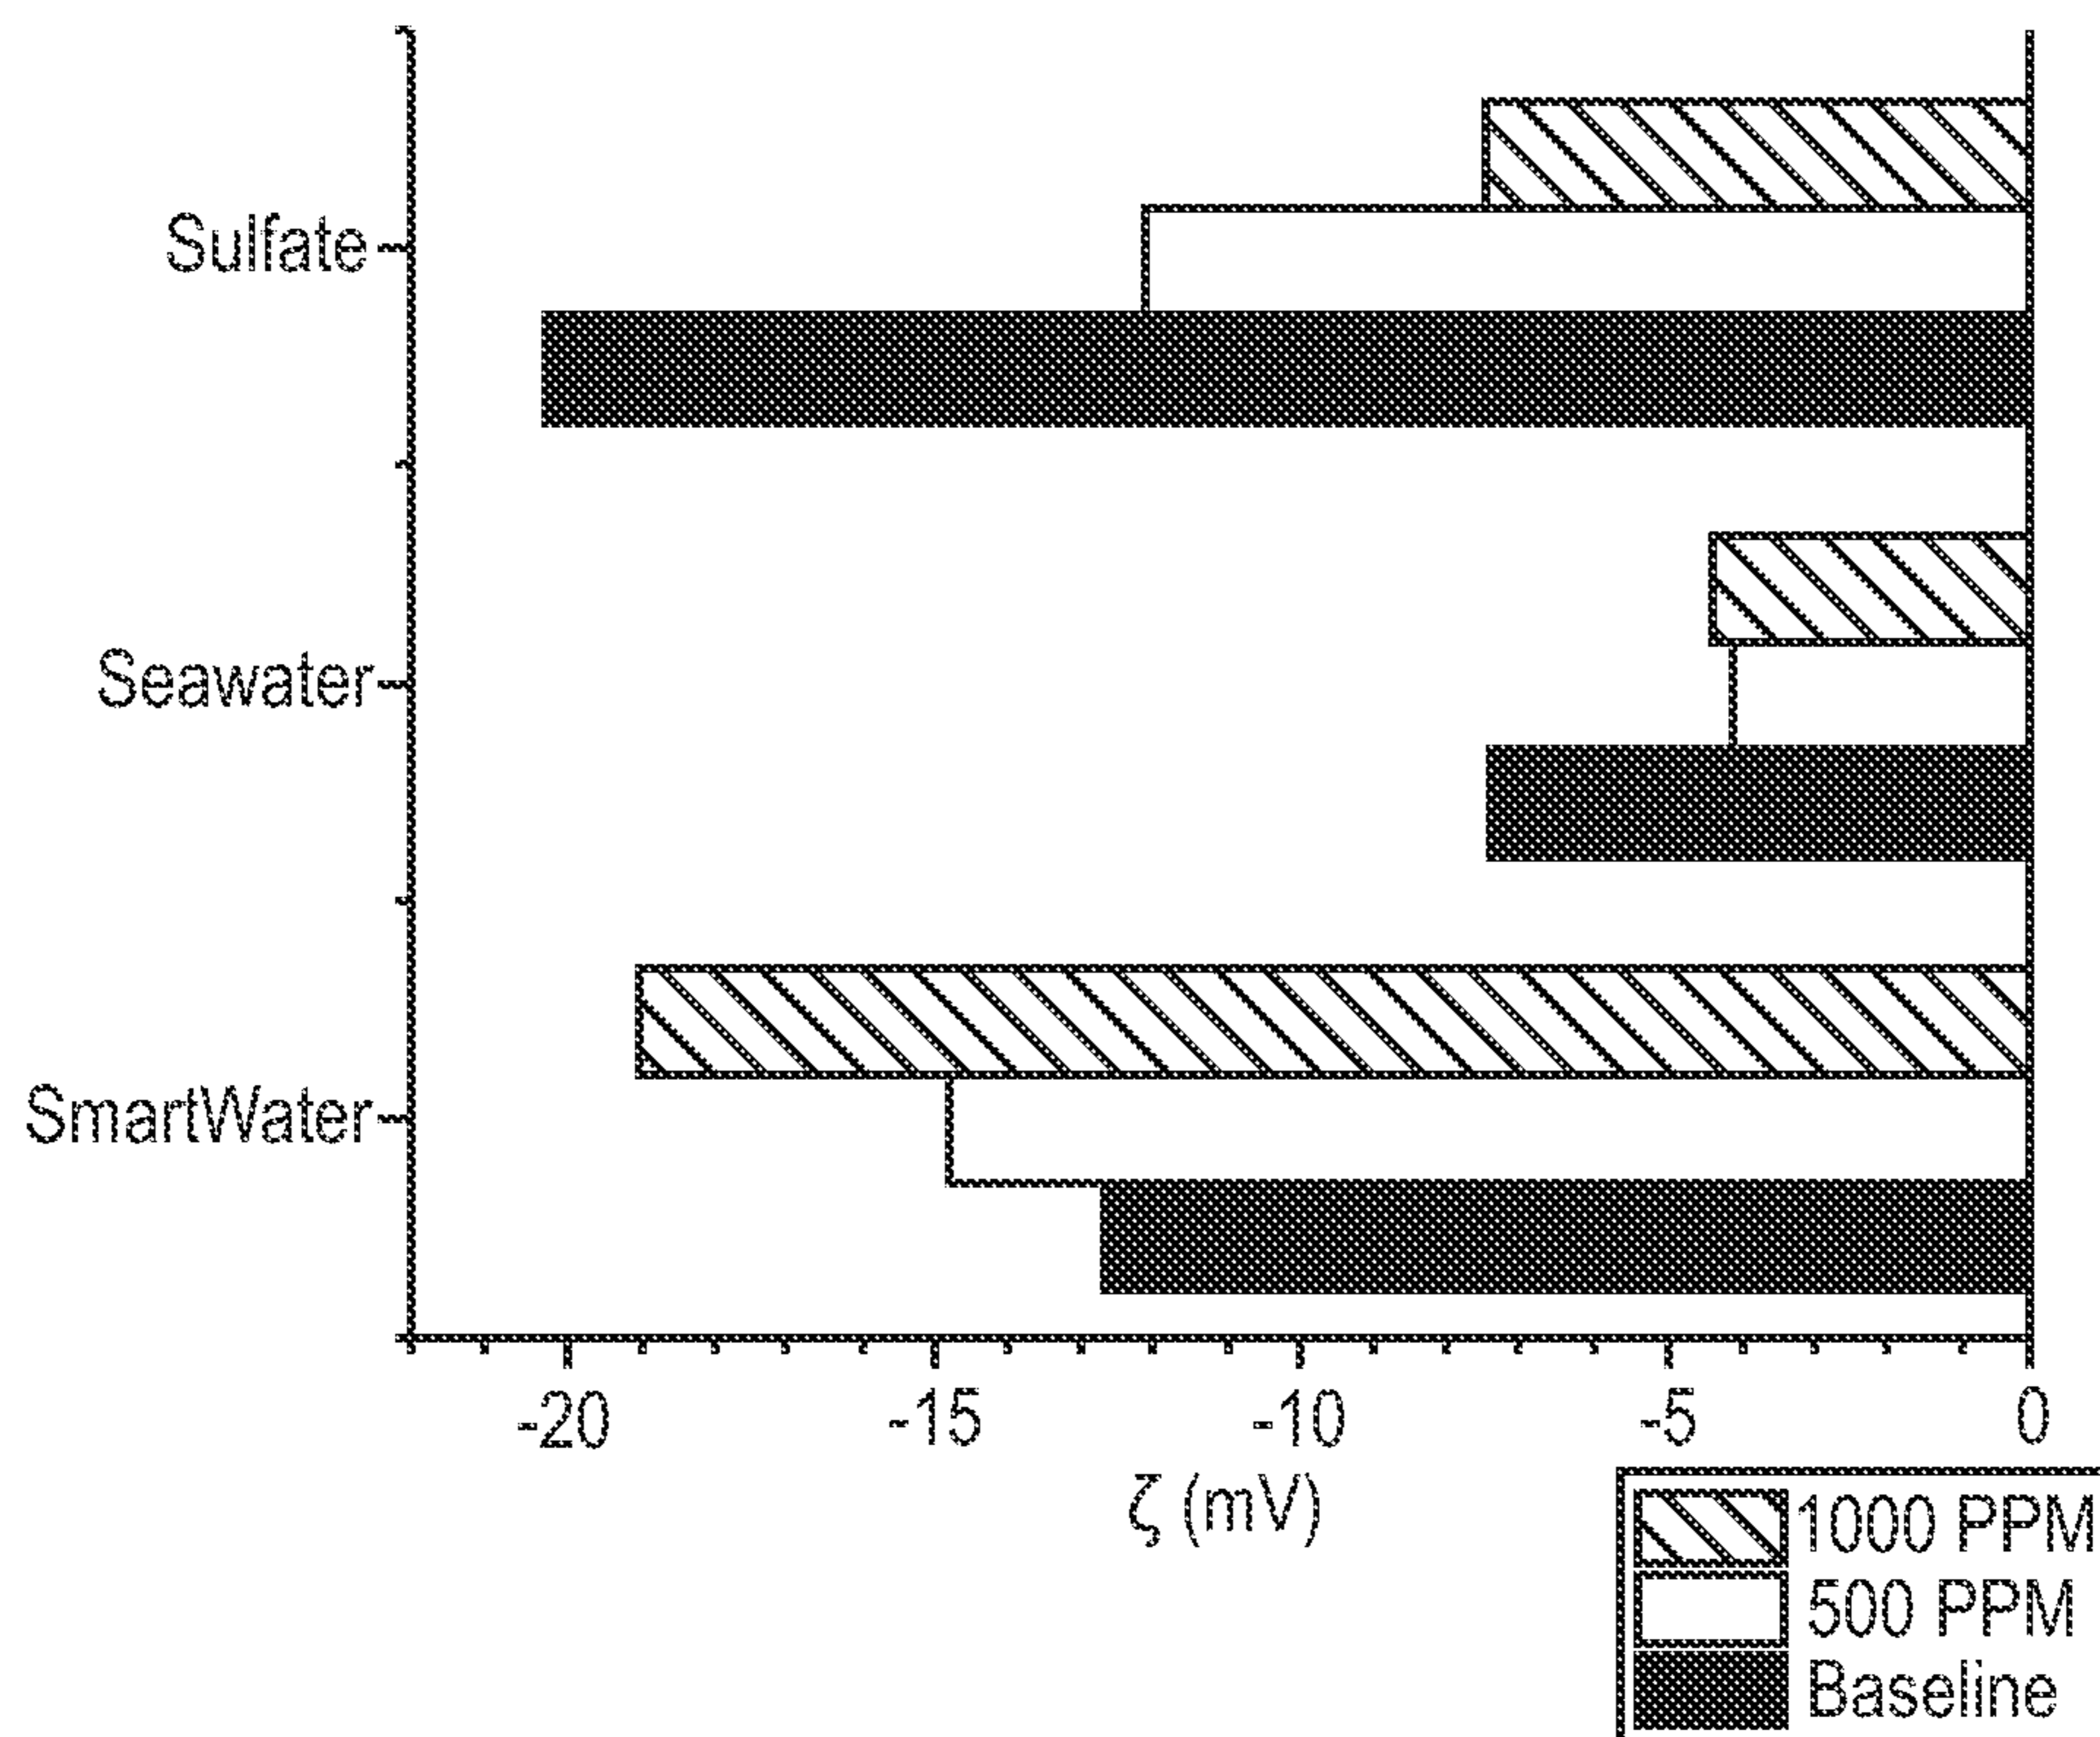 Sulfate
Seawater
SmartWater
-20 -15 -10 -5 0
ζ (mV)
1000 PPM
500 PPM
Baseline